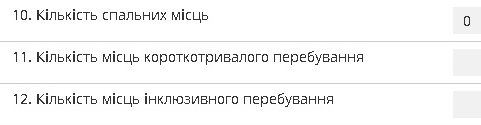 10. Кількість спальних місць 0
11. Кількість місць короткотривалого перебування
12. Кількість місць інклюзивного перебування